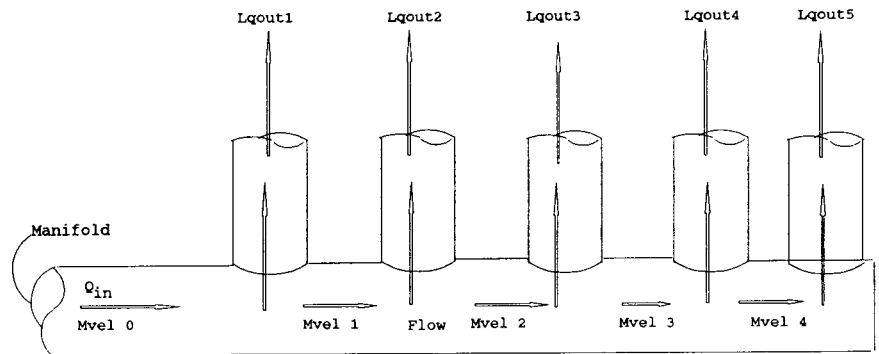 Lqout1 Lqout2 Lqout3 Lqout4 Lqout5
Manifold
Qin
Mvel 0 Mvel 1 Flow Mvel 2 Mvel 3 Mvel 4